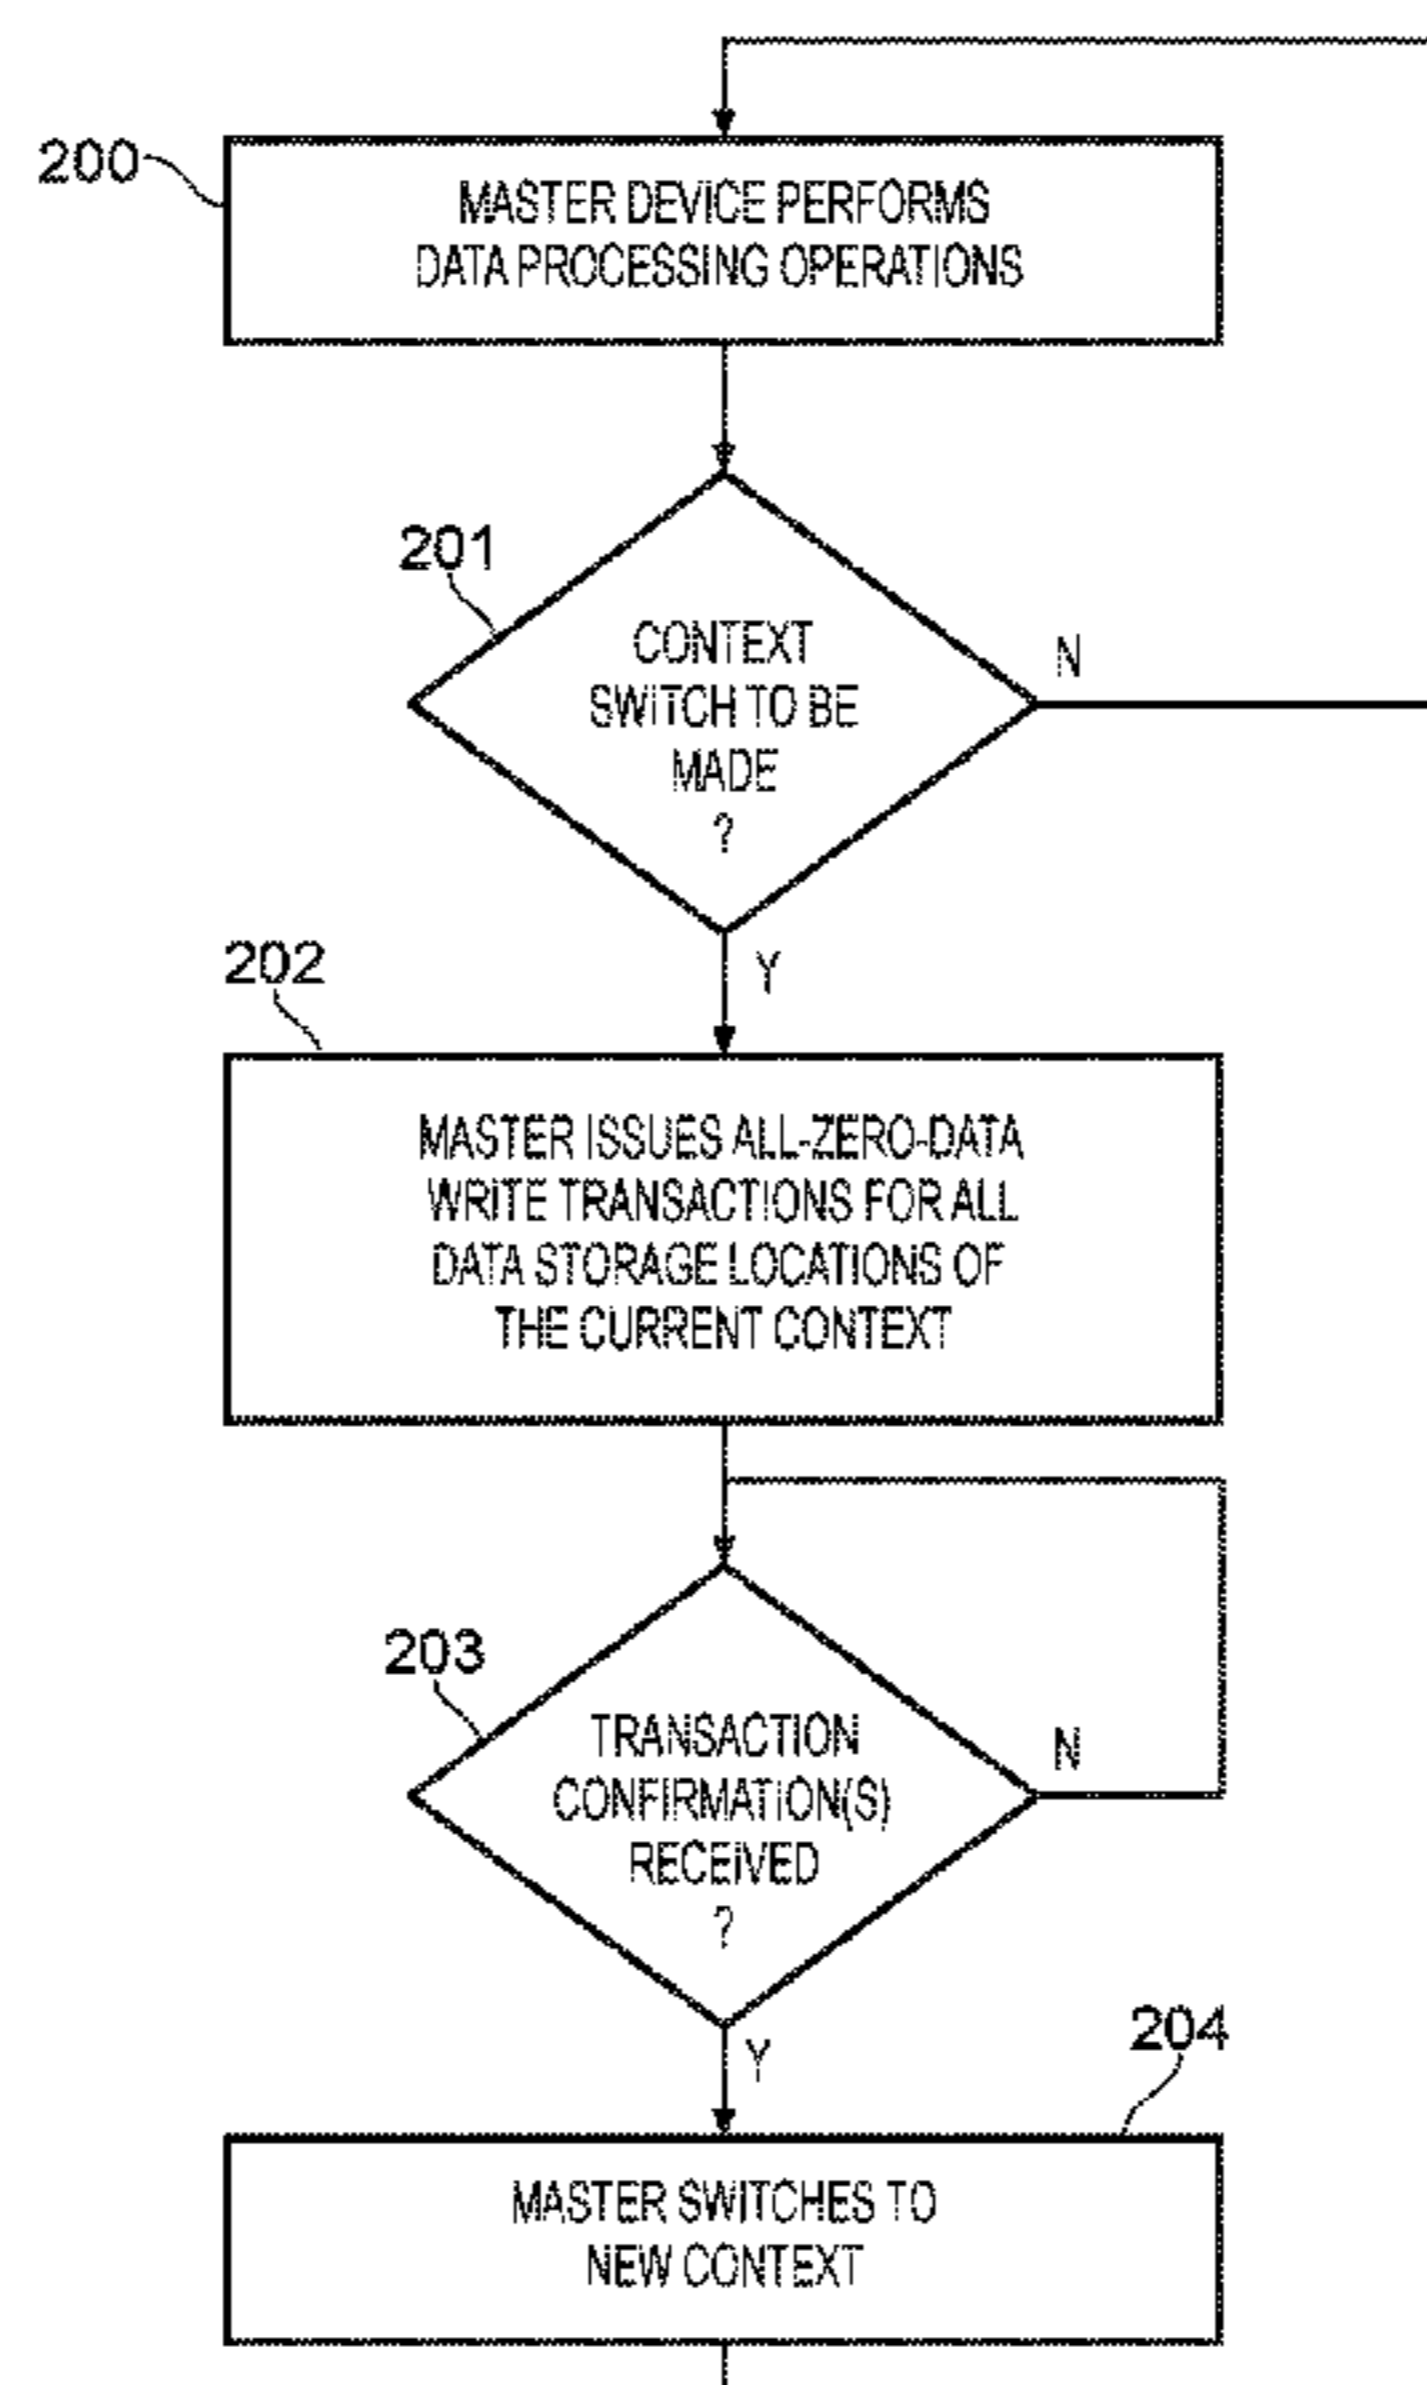 200
MASTER DEVICE PERFORMS
DATA PROCESSING OPERATIONS
201
CONTEXT
SWITCH TO BE
MADE
?
N
Y
202
MASTER ISSUES ALL-ZERO-DATA
WRITE TRANSACTIONS FOR ALL
DATA STORAGE LOCATIONS OF
THE CURRENT CONTEXT
203
TRANSACTION
CONFIRMATION(S)
RECEIVED
?
N
Y
204
MASTER SWITCHES TO
NEW CONTEXT